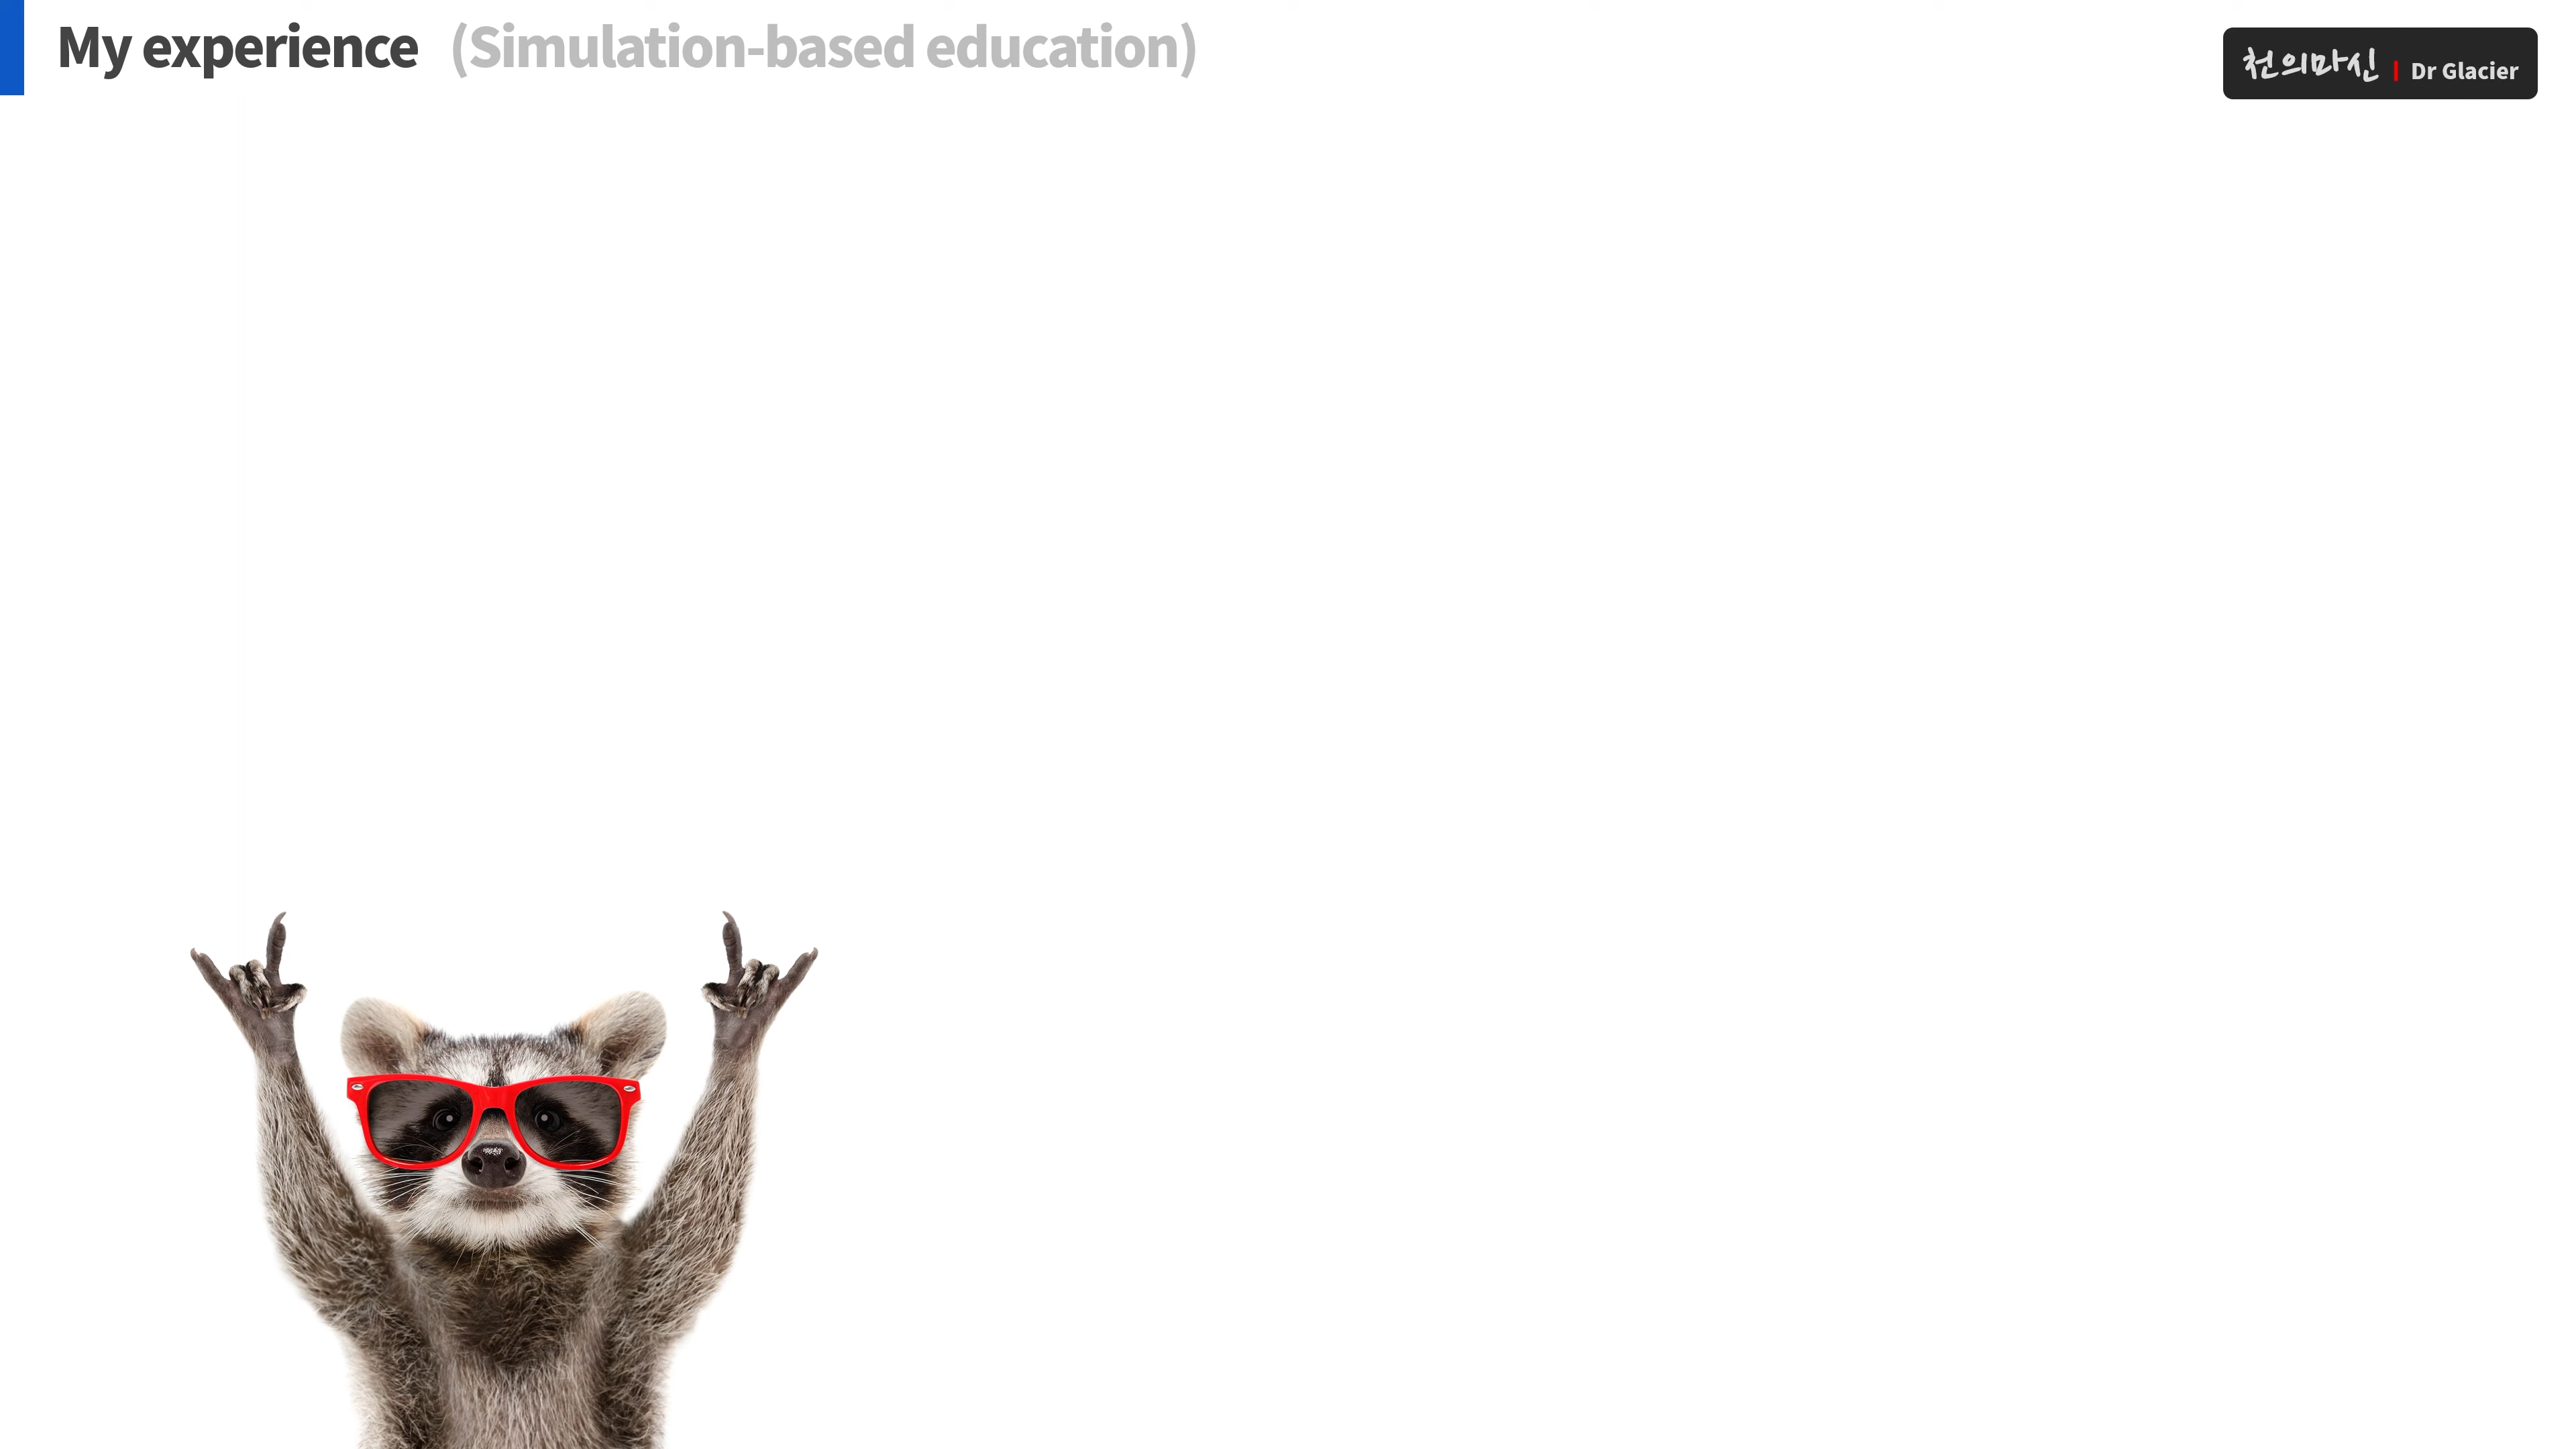 My experience (Simulation-based education)
천의마신 | Dr Glacier